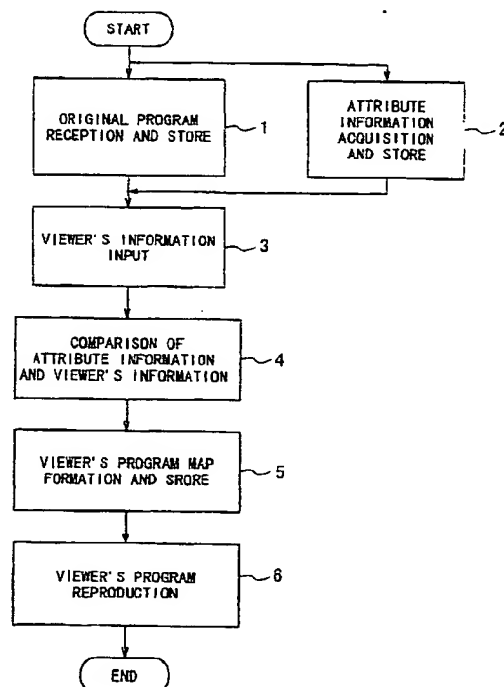 START
ORIGINAL PROGRAM
RECEPTION AND STORE
1
ATTRIBUTE
INFORMATION
ACQUISITION
AND STORE
2
VIEWER'S INFORMATION
INPUT
3
COMPARISON OF
ATTRIBUTE INFORMATION
AND VIEWER'S INFORMATION
4
VIEWER'S PROGRAM MAP
FORMATION AND SRORE
5
VIEWER'S PROGRAM
REPRODUCTION
6
END